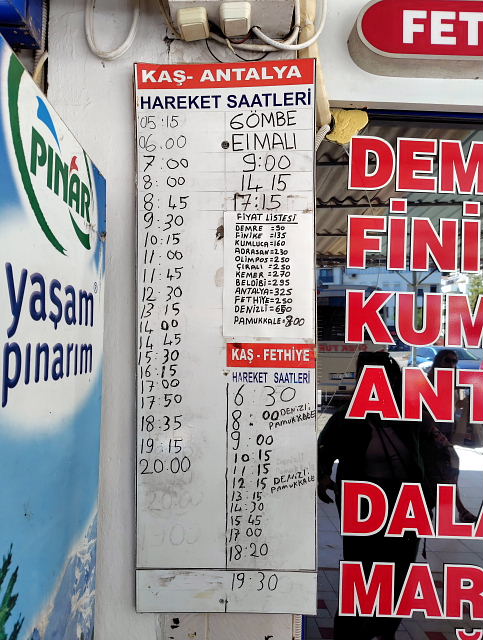 PINAR
yaşam
pınarım
KAŞ- ANTALYA
HAREKET SAATLERİ
05:15
06.00
7:00
8:00
8:45
9:30
10:15
11:00
11:45
12:30
13:15
14:00
14:45
15:30
16:15
17:00
17:50
18:35
19:15
20:00
GÖMBE
ElMALI
9:00
14 15
17:15
FİYAT LİSTESİ
DEMRE = 90
FİNİKE = 135
KUMLUCA = 160
ADRASAN = 230
OLİMPOS = 250
ÇIRALI = 250
KEMER = 270
BELDİBİ = 295
ANTALYA = 325
FETHİYE = 250
DENİZLİ = 650
PAMUKKALE =
KAŞ - FETHİYE
HAREKET SAATLERİ
6:30
8:00 DENİZLİ
PAMUKKALE
9:00
10:15
11:15
12:15 DENİZLİ
PAMUKKALE
13:15
14:30
15 45
17:00
18:20
19:30
FET
DEM
FİNİ
KUM
ANT
DALA
MAR